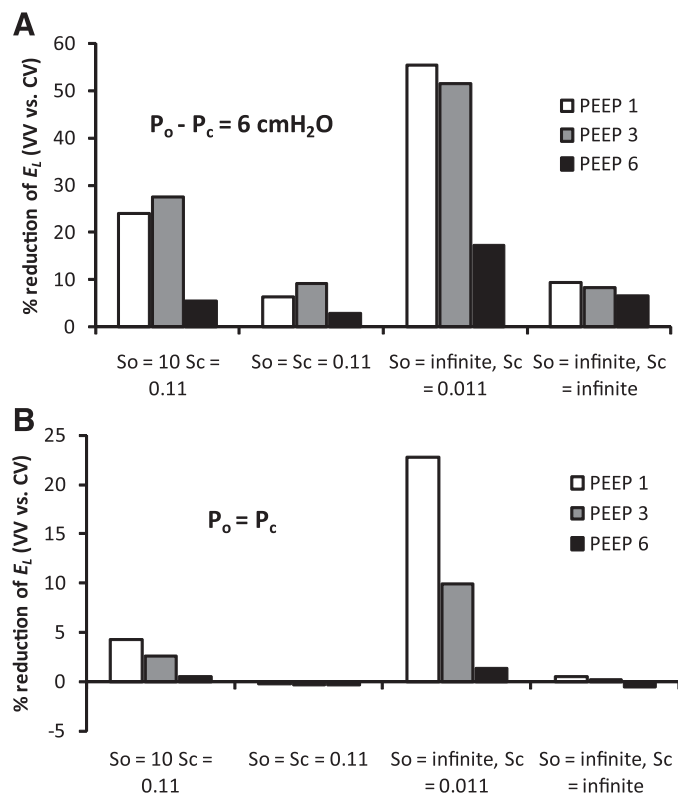 A
% reduction of EL (VV vs. CV)
60
50
40
30
20
10
0
Po - Pc = 6 cmH2O
PEEP 1
PEEP 3
PEEP 6
So = 10 Sc =
0.11
So = Sc = 0.11
So = infinite, Sc
= 0.011
So = infinite, Sc
= infinite
B
% reduction of EL (VV vs. CV)
25
20
15
10
5
0
-5
Po = Pc
PEEP 1
PEEP 3
PEEP 6
So = 10 Sc =
0.11
So = Sc = 0.11
So = infinite, Sc
= 0.011
So = infinite, Sc
= infinite